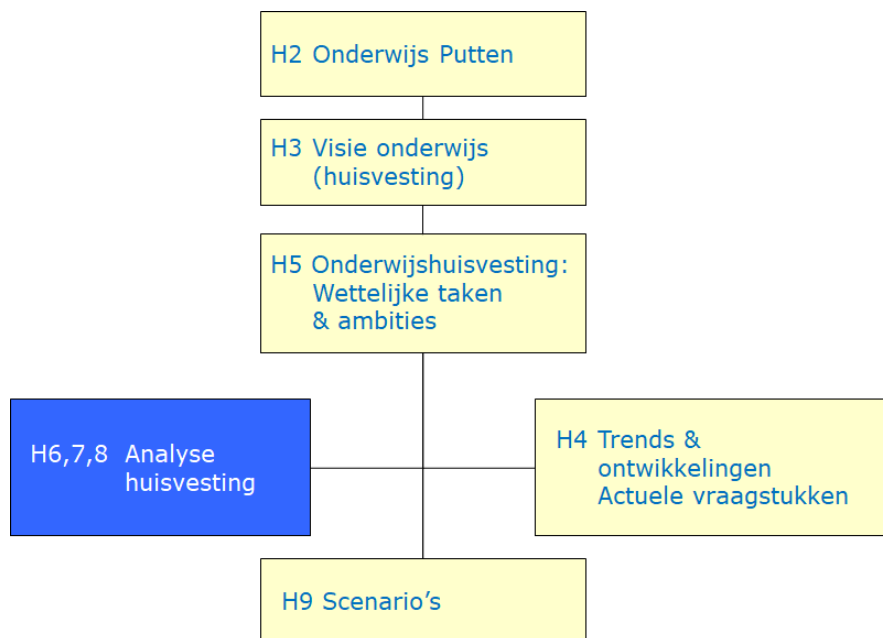 H2 Onderwijs Putten
H3 Visie onderwijs
(huisvesting)
H5 Onderwijshuisvesting:
Wettelijke taken
& ambities
H6,7,8 Analyse
huisvesting
H4 Trends &
ontwikkelingen
Actuele vraagstukken
H9 Scenario’s